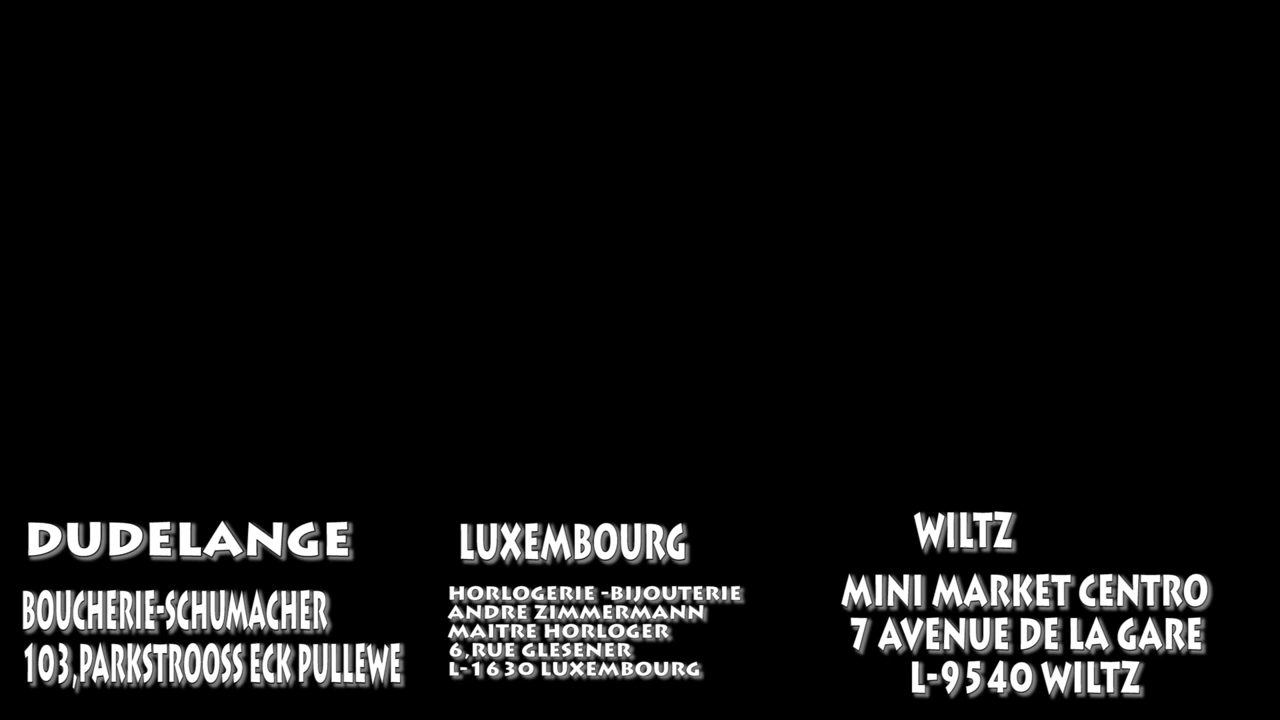 DUDELANGE
BOUCHERIE-SCHUMACHER
103,PARKSTROOSS ECK PULLEWE
LUXEMBOURG
HORLOGERIE -BIJOUTERIE
ANDRE ZIMMERMANN
MAITRE HORLOGER
6,RUE GLESENER
L-1630 LUXEMBOURG
WILTZ
MINI MARKET CENTRO
7 AVENUE DE LA GARE
L-9540 WILTZ